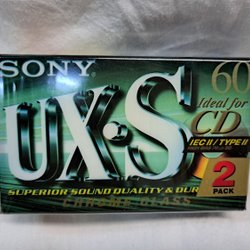 SONY
60
Ideal for
CD
UX·S
IEC II / TYPE II
SUPERIOR SOUND QUALITY & DUR
2
PACK
CHROME CLASS